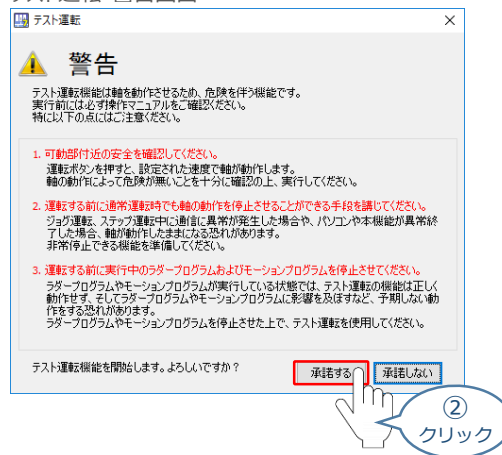 テスト運転
警告
テスト運転機能は軸を動作させるため、危険を伴う機能です。
実行前には必ず操作マニュアルをご確認ください。
特に以下の点にはご注意ください。
1. 可動部付近の安全を確認してください。
運転ボタンを押すと、設定された速度で軸が動作します。
軸の動作によって危険が無いことを十分に確認の上、実行してください。
2. 運転する前に通常運転時でも軸の動作を停止させることができる手段を講じてください。
ジョグ運転、ステップ運転中に通信に異常が発生した場合や、パソコンや本機能が異常終
了した場合、軸が動作したままになる恐れがあります。
非常停止できる機能を準備してください。
3. 運転する前に実行中のラダープログラムおよびモーションプログラムを停止させてください。
ラダープログラムやモーションプログラムが実行している状態では、テスト運転の機能は正しく
動作せず、そしてラダープログラムやモーションプログラムに影響を及ぼすなど、予期しない動
作をする恐れがあります。
ラダープログラムやモーションプログラムを停止させた上で、テスト運転を使用してください。
テスト運転機能を開始します。よろしいですか？
承諾する
承諾しない
②
クリック